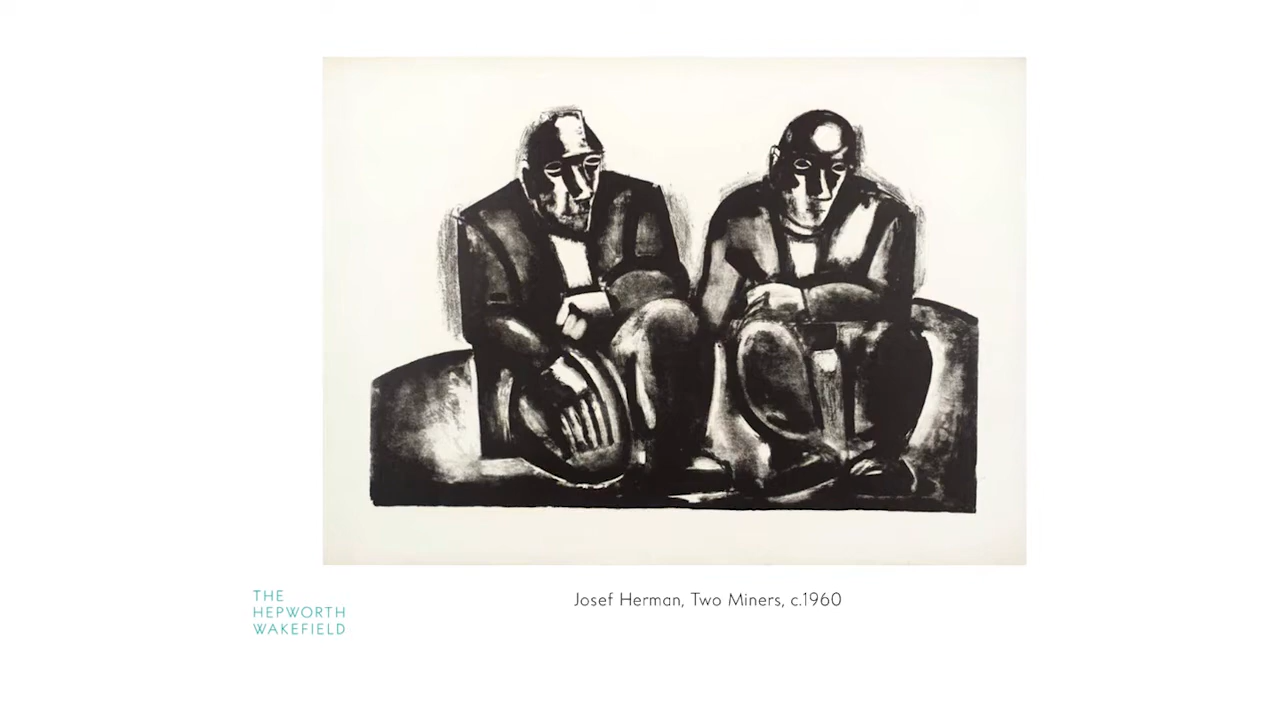 THE
HEPWORTH
WAKEFIELD
Josef Herman, Two Miners, c.1960